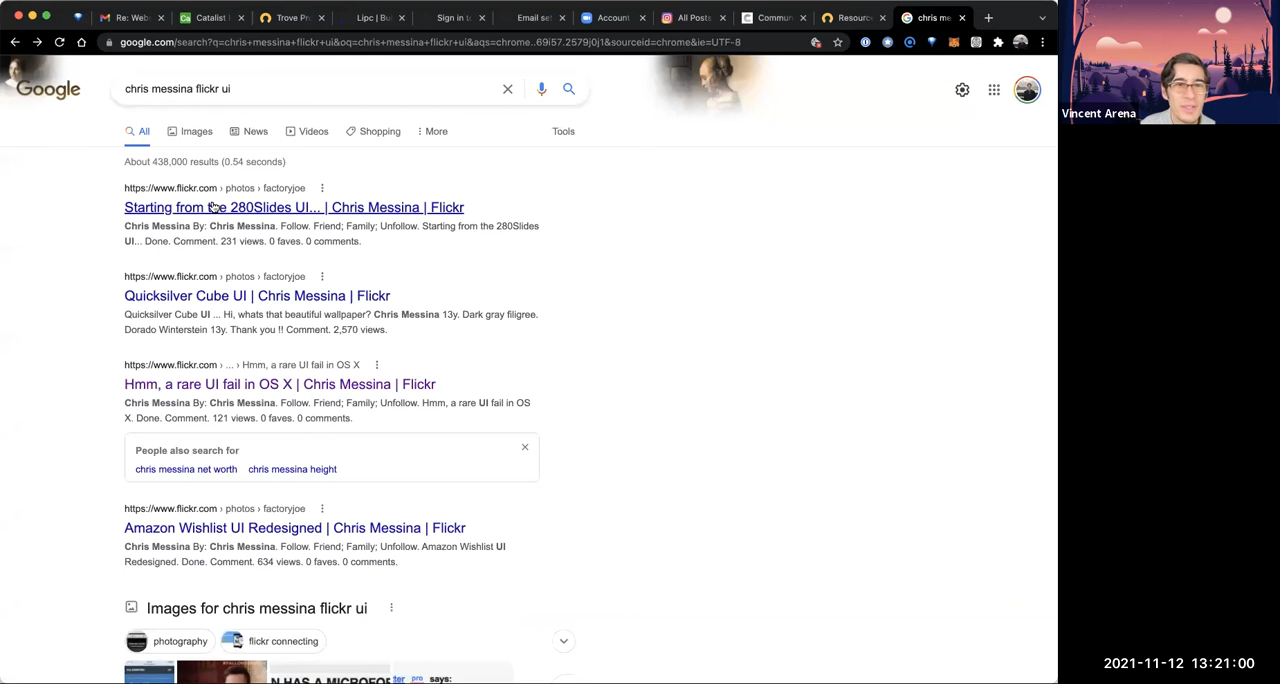 Re: Web
Catalist
Trove Pr
Lipc | Bu
Sign in to
Email se
Account
All Posts
Commun
Resource
chris me
google.com/search?q=chris+messina+flickr+ui&oq=chris+messina+flickr+ui&aqs=chrome..69i57.2579j0j1&sourceid=chrome&ie=UTF-8
Vincent Arena
Google
chris messina flickr ui
All
Images
News
Videos
Shopping
More
Tools
About 438,000 results (0.54 seconds)
https://www.flickr.com › photos › factoryjoe
Starting from the 280Slides UI... | Chris Messina | Flickr
Chris Messina By: Chris Messina. Follow. Friend; Family; Unfollow. Starting from the 280Slides
UI... Done. Comment. 231 views. 0 faves. 0 comments.
https://www.flickr.com › photos › factoryjoe
Quicksilver Cube UI | Chris Messina | Flickr
Quicksilver Cube UI ... Hi, whats that beautiful wallpaper? Chris Messina 13y. Dark gray filigree.
Dorado Winterstein 13y. Thank you !! Comment. 2,570 views.
https://www.flickr.com › ... › Hmm, a rare UI fail in OS X
Hmm, a rare UI fail in OS X | Chris Messina | Flickr
Chris Messina By: Chris Messina. Follow. Friend; Family; Unfollow. Hmm, a rare UI fail in OS
X. Done. Comment. 121 views. 0 faves. 0 comments.
People also search for
chris messina net worth chris messina height
https://www.flickr.com › photos › factoryjoe
Amazon Wishlist UI Redesigned | Chris Messina | Flickr
Chris Messina By: Chris Messina. Follow. Friend; Family; Unfollow. Amazon Wishlist UI
Redesigned. Done. Comment. 634 views. 0 faves. 0 comments.
Images for chris messina flickr ui
photography
flickr connecting
N HAS A MICROFO
tter pro says:
2021-11-12 13:21:00